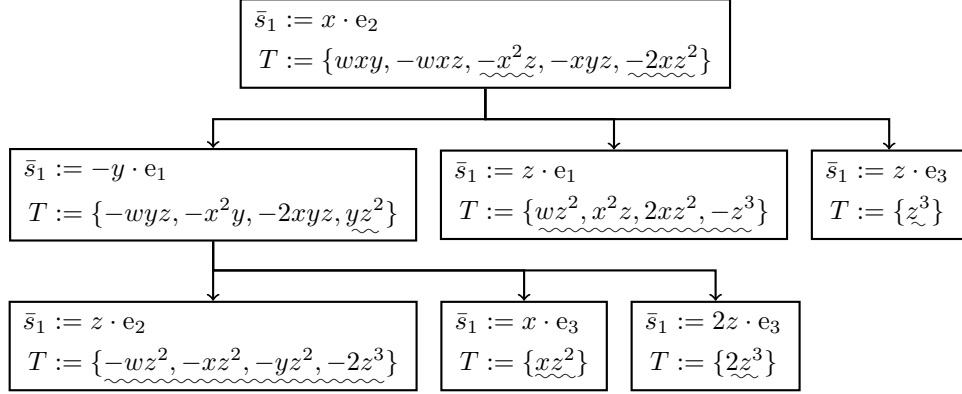 s̄₁ := x · e₂
T := {wxy, −wxz, −x²z, −xyz, −2xz²}
s̄₁ := −y · e₁
T := {−wyz, −x²y, −2xyz, yz²}
s̄₁ := z · e₁
T := {wz², x²z, 2xz², −z³}
s̄₁ := z · e₃
T := {z³}
s̄₁ := z · e₂
T := {−wz², −xz², −yz², −2z³}
s̄₁ := x · e₃
T := {xz²}
s̄₁ := 2z · e₃
T := {2z³}